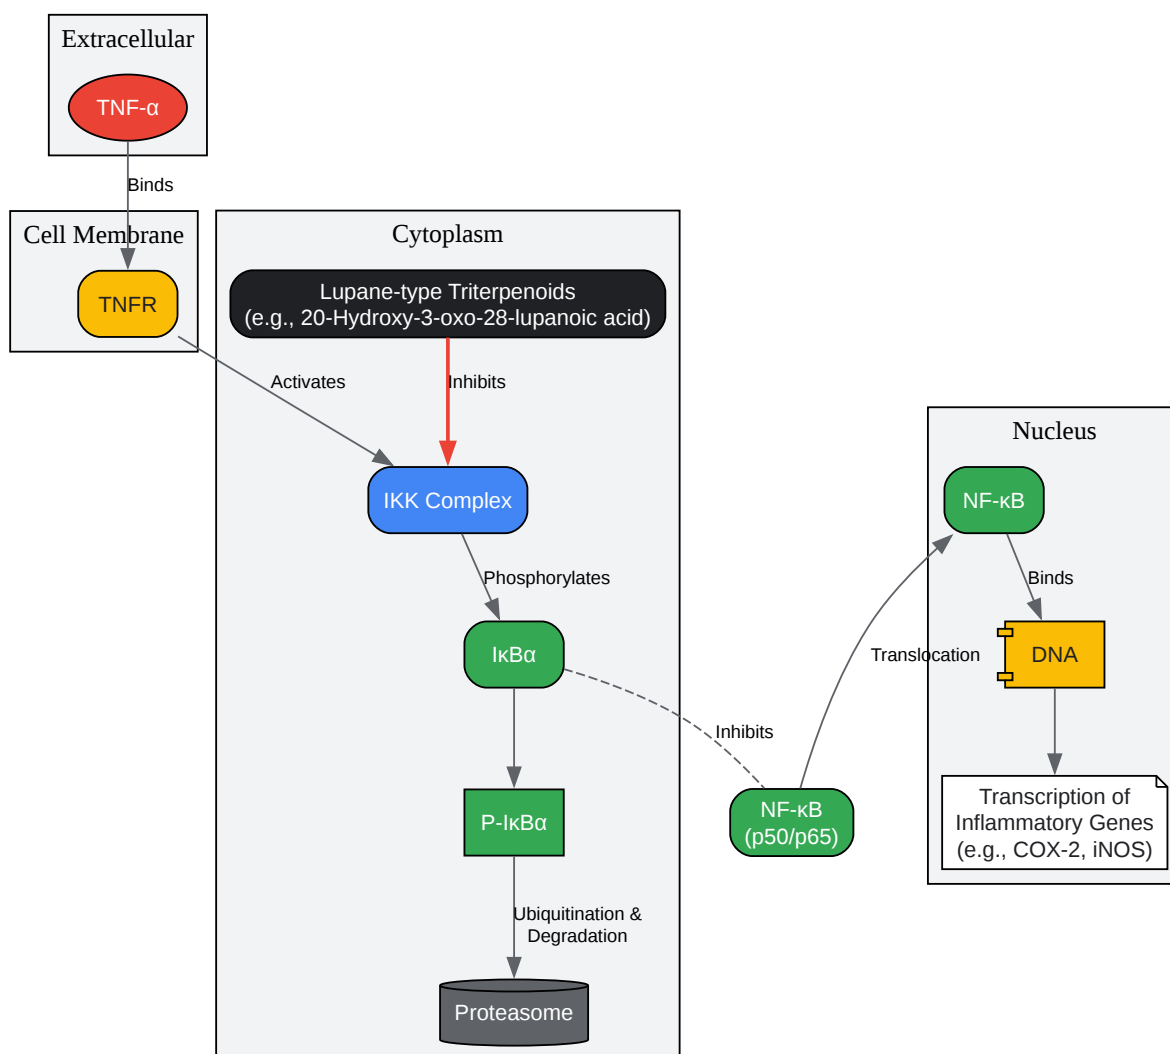 Extracellular
TNF-α
Binds
Cell Membrane
TNFR
Cytoplasm
Lupane-type Triterpenoids
(e.g., 20-Hydroxy-3-oxo-28-lupanoic acid)
Activates
Inhibits
IKK Complex
Phosphorylates
IκBα
Inhibits
P-IκBα
Ubiquitination &
Degradation
Proteasome
NF-κB
(p50/p65)
Translocation
Nucleus
NF-κB
Binds
DNA
Transcription of
Inflammatory Genes
(e.g., COX-2, iNOS)